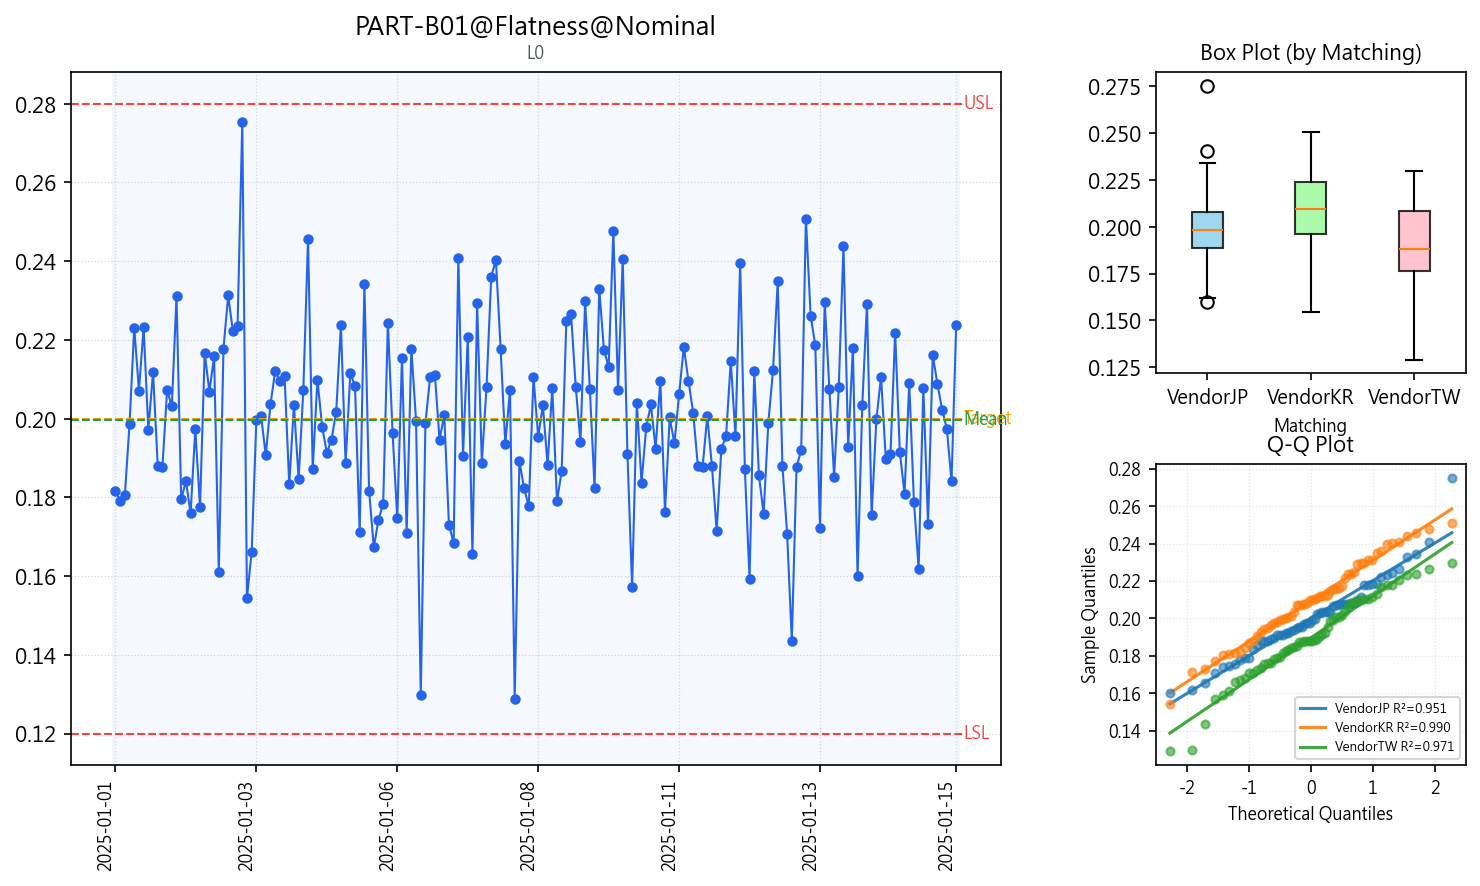 PART-B01@Flatness@Nominal
L0
0.28
0.26
0.24
0.22
0.20
0.18
0.16
0.14
0.12
USL
Target
Mean
LSL
2025-01-01
2025-01-03
2025-01-06
2025-01-08
2025-01-11
2025-01-13
2025-01-15
Box Plot (by Matching)
0.275
0.250
0.225
0.200
0.175
0.150
0.125
VendorJP VendorKR VendorTW
Matching
Q-Q Plot
Sample Quantiles
0.28
0.26
0.24
0.22
0.20
0.18
0.16
0.14
VendorJP R²=0.951
VendorKR R²=0.990
VendorTW R²=0.971
-2 -1 0 1 2
Theoretical Quantiles